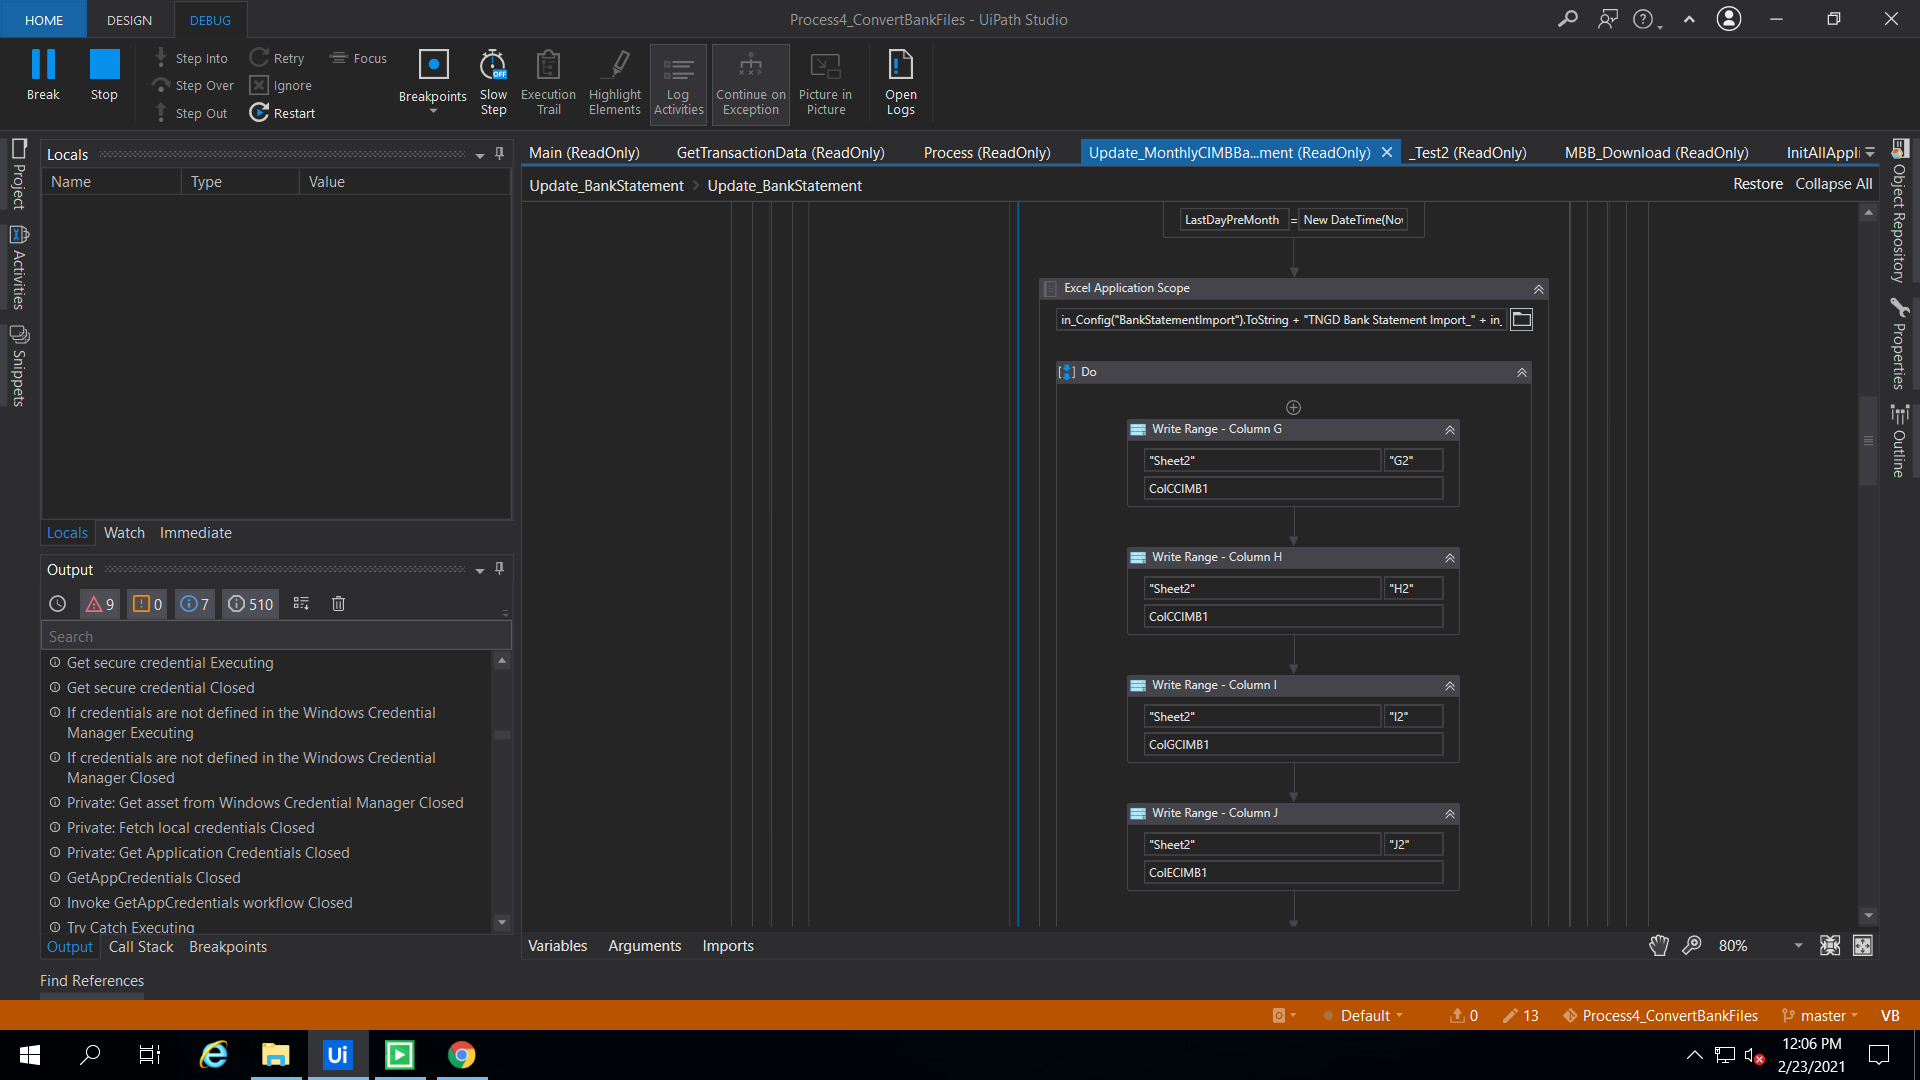 HOME
DESIGN
DEBUG
Process4_ConvertBankFiles - UiPath Studio
Break
Stop
Step Into
Step Over
Step Out
Retry
Ignore
Restart
Focus
Breakpoints
OFF
Slow
Step
Execution
Trail
Highlight
Elements
Log
Activities
Continue on
Exception
Picture in
Picture
Open
Logs
Project
Activities
Snippets
Locals
Name
Type
Value
Locals
Watch
Immediate
Output
9
0
7
510
Search
Get secure credential Executing
Get secure credential Closed
If credentials are not defined in the Windows Credential
Manager Executing
If credentials are not defined in the Windows Credential
Manager Closed
Private: Get asset from Windows Credential Manager Closed
Private: Fetch local credentials Closed
Private: Get Application Credentials Closed
GetAppCredentials Closed
Invoke GetAppCredentials workflow Closed
Try Catch Executing
Output
Call Stack
Breakpoints
Find References
Main (ReadOnly)
GetTransactionData (ReadOnly)
Process (ReadOnly)
Update_MonthlyCIMBBa...ment (ReadOnly)
_Test2 (ReadOnly)
MBB_Download (ReadOnly)
InitAllAppli
Update_BankStatement
Update_BankStatement
Restore
Collapse All
LastDayPreMonth
=
New DateTime(Nov
Excel Application Scope
in_Config("BankStatementImport").ToString + "TNGD Bank Statement Import_" + in_
Do
Write Range - Column G
"Sheet2"
"G2"
ColCCIMB1
Write Range - Column H
"Sheet2"
"H2"
ColCCIMB1
Write Range - Column I
"Sheet2"
"I2"
ColGCIMB1
Write Range - Column J
"Sheet2"
"J2"
ColECIMB1
Variables
Arguments
Imports
80%
Object Repository
Properties
Outline
Default
0
13
Process4_ConvertBankFiles
master
VB
Ui
12:06 PM
2/23/2021